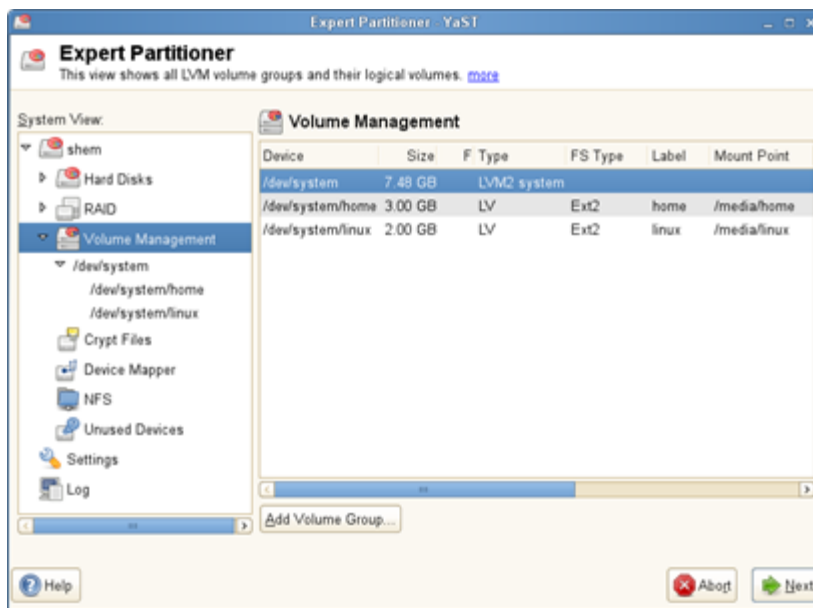 Expert Partitioner - YaST
Expert Partitioner
This view shows all LVM volume groups and their logical volumes. more
System View:
shem
Hard Disks
RAID
Volume Management
/dev/system
/dev/system/home
/dev/system/linux
Crypt Files
Device Mapper
NFS
Unused Devices
Settings
Log
Volume Management
Device Size F Type FS Type Label Mount Point
/dev/system 7.48 GB LVM2 system
/dev/system/home 3.00 GB LV Ext2 home /media/home
/dev/system/linux 2.00 GB LV Ext2 linux /media/linux
Add Volume Group...
Help
Abort
Next